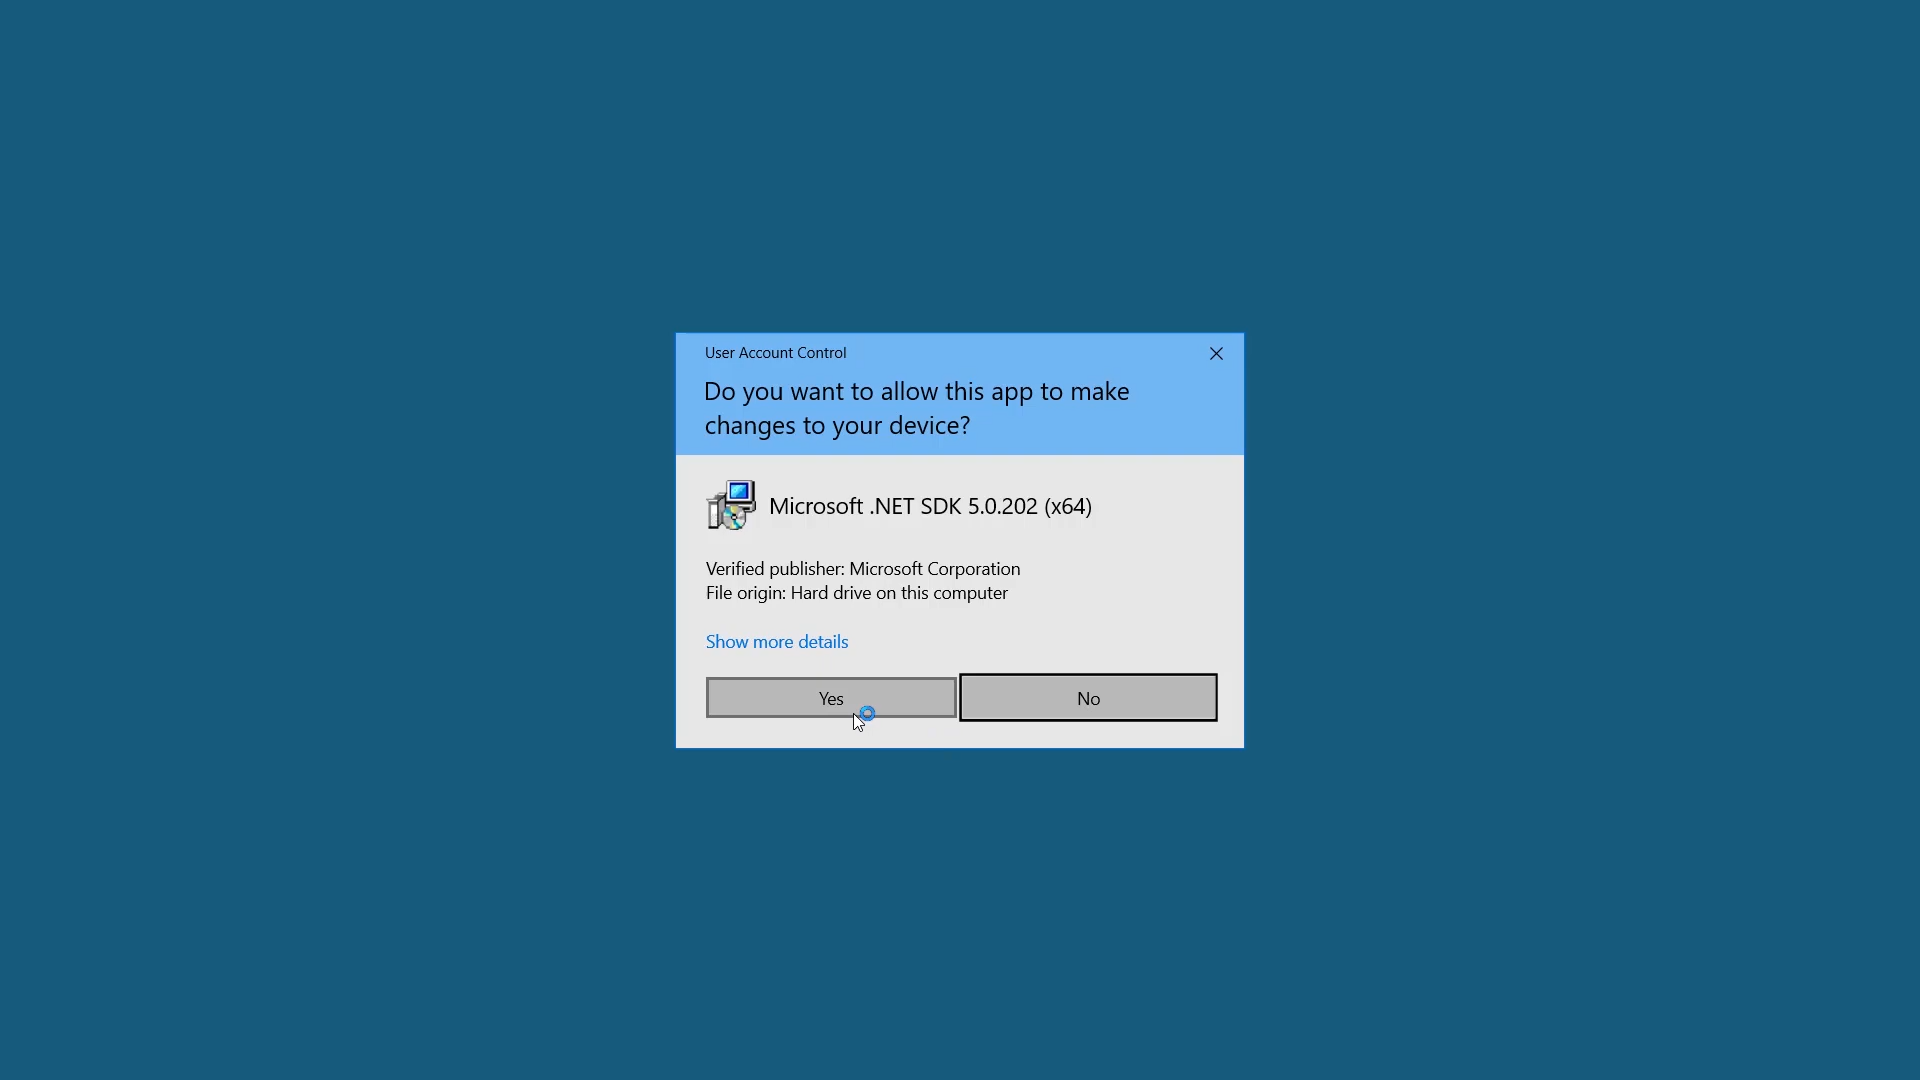 User Account Control
Do you want to allow this app to make
changes to your device?
Microsoft .NET SDK 5.0.202 (x64)
Verified publisher: Microsoft Corporation
File origin: Hard drive on this computer
Show more details
Yes
No